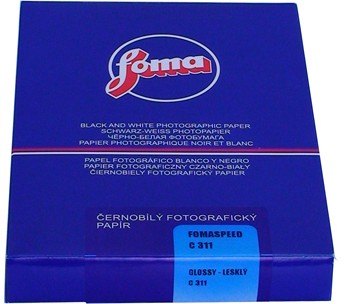 foma
BLACK AND WHITE PHOTOGRAPHIC PAPER
SCHWARZ-WEISS PHOTOPAPIER
ЧЁРНО-БЕЛАЯ ФОТОБУМАГА
PAPIER PHOTOGRAPHIQUE NOIR ET BLANC
PAPEL FOTOGRÁFICO BLANCO Y NEGRO
PAPIER FOTOGRAFICZNY CZARNO-BIAŁY
ČIERNOBIELY FOTOGRAFICKÝ PAPIER
ČERNOBÍLÝ FOTOGRAFICKÝ
PAPÍR
FOMASPEED
C 311
GLOSSY - LESKLÝ
C 311